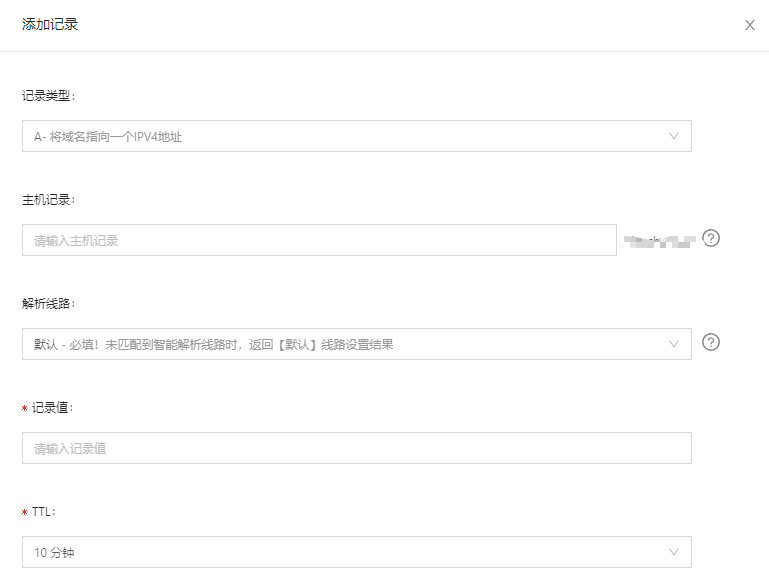 添加记录
记录类型:
A- 将域名指向一个IPV4地址
主机记录:
请输入主机记录
解析线路:
默认 - 必填！未匹配到智能解析线路时，返回【默认】线路设置结果
* 记录值:
请输入记录值
* TTL:
10 分钟